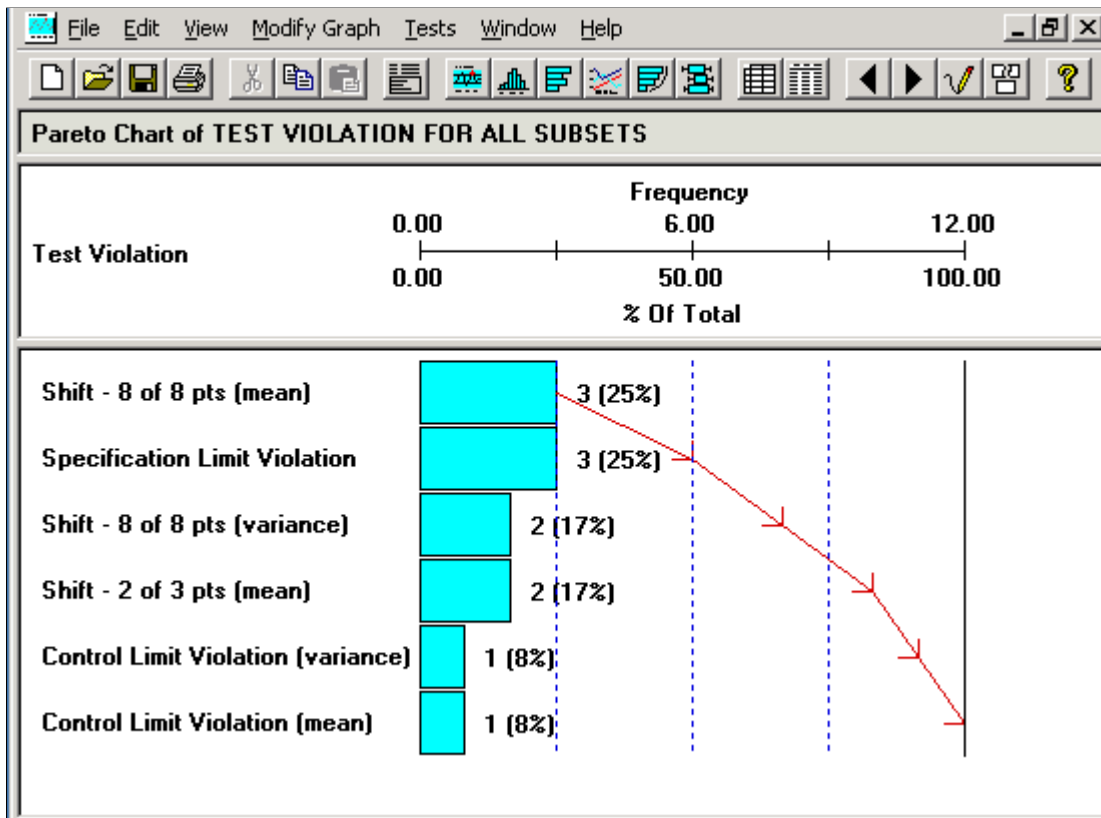 File Edit View Modify Graph Tests Window Help
Pareto Chart of TEST VIOLATION FOR ALL SUBSETS
Frequency
0.00 6.00 12.00
Test Violation
0.00 50.00 100.00
% Of Total
Shift - 8 of 8 pts (mean) 3 (25%)
Specification Limit Violation 3 (25%)
Shift - 8 of 8 pts (variance) 2 (17%)
Shift - 2 of 3 pts (mean) 2 (17%)
Control Limit Violation (variance) 1 (8%)
Control Limit Violation (mean) 1 (8%)